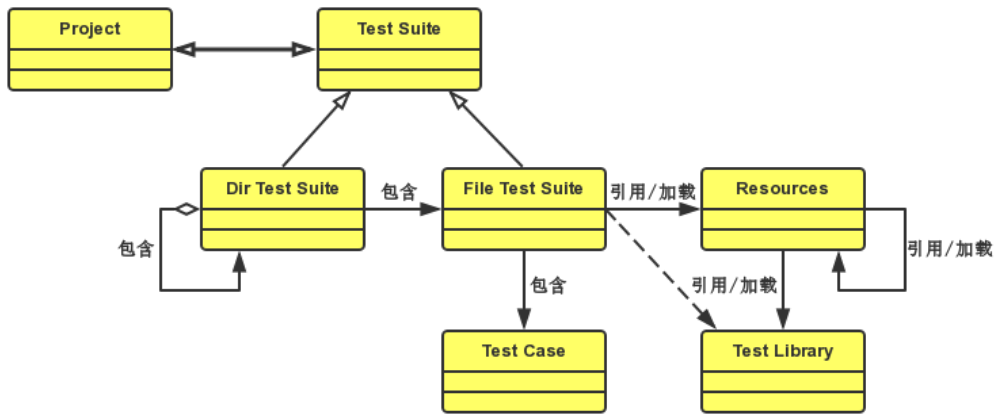 Project
Test Suite
Dir Test Suite
包含
File Test Suite
引用/加载
Resources
包含
引用/加载
包含
引用/加载
Test Case
Test Library